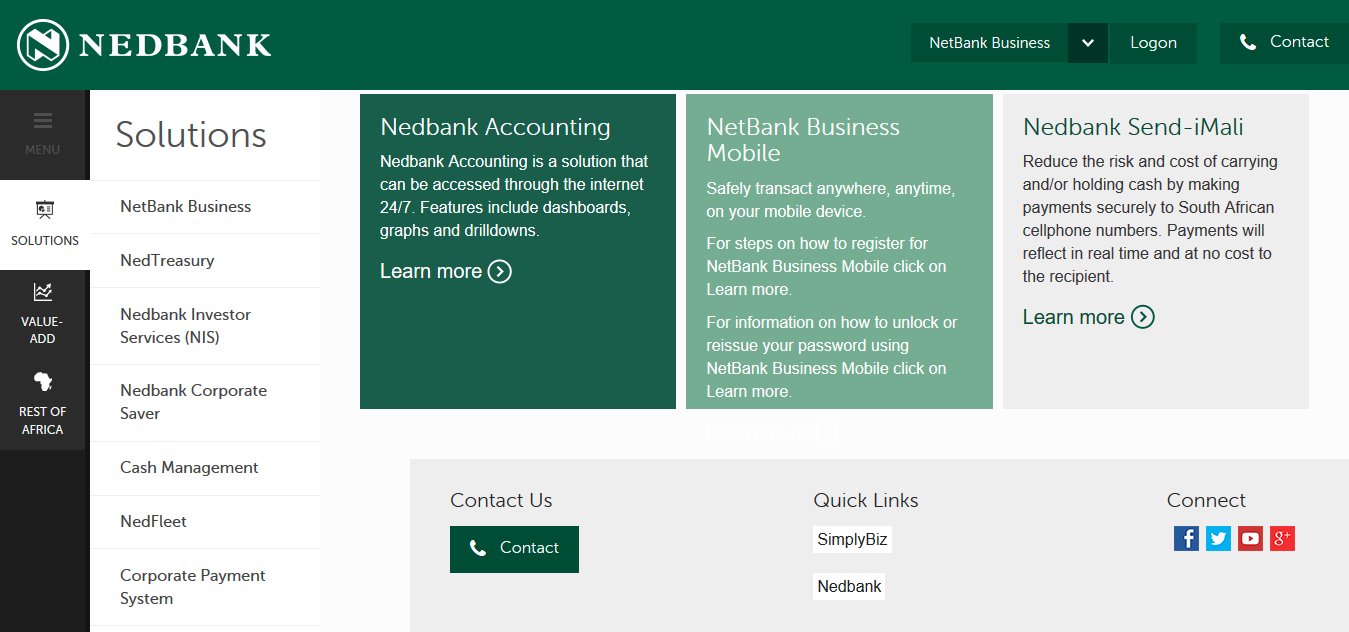 NEDBANK
NetBank Business
Logon
Contact
MENU
SOLUTIONS
VALUE-
ADD
REST OF
AFRICA
Solutions
NetBank Business
NedTreasury
Nedbank Investor
Services (NIS)
Nedbank Corporate
Saver
Cash Management
NedFleet
Corporate Payment
System
Nedbank Accounting
Nedbank Accounting is a solution that
can be accessed through the internet
24/7. Features include dashboards,
graphs and drilldowns.
Learn more
NetBank Business
Mobile
Safely transact anywhere, anytime,
on your mobile device.
For steps on how to register for
NetBank Business Mobile click on
Learn more.
For information on how to unlock or
reissue your password using
NetBank Business Mobile click on
Learn more.
Learn more
Nedbank Send-iMali
Reduce the risk and cost of carrying
and/or holding cash by making
payments securely to South African
cellphone numbers. Payments will
reflect in real time and at no cost to
the recipient.
Learn more
Contact Us
Contact
Quick Links
SimplyBiz
Nedbank
Connect
f
g+